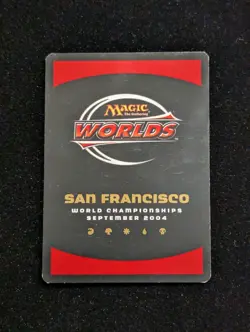 MAGIC
The Gathering
WORLDS
SAN FRANCISCO
WORLD CHAMPIONSHIPS
SEPTEMBER 2004